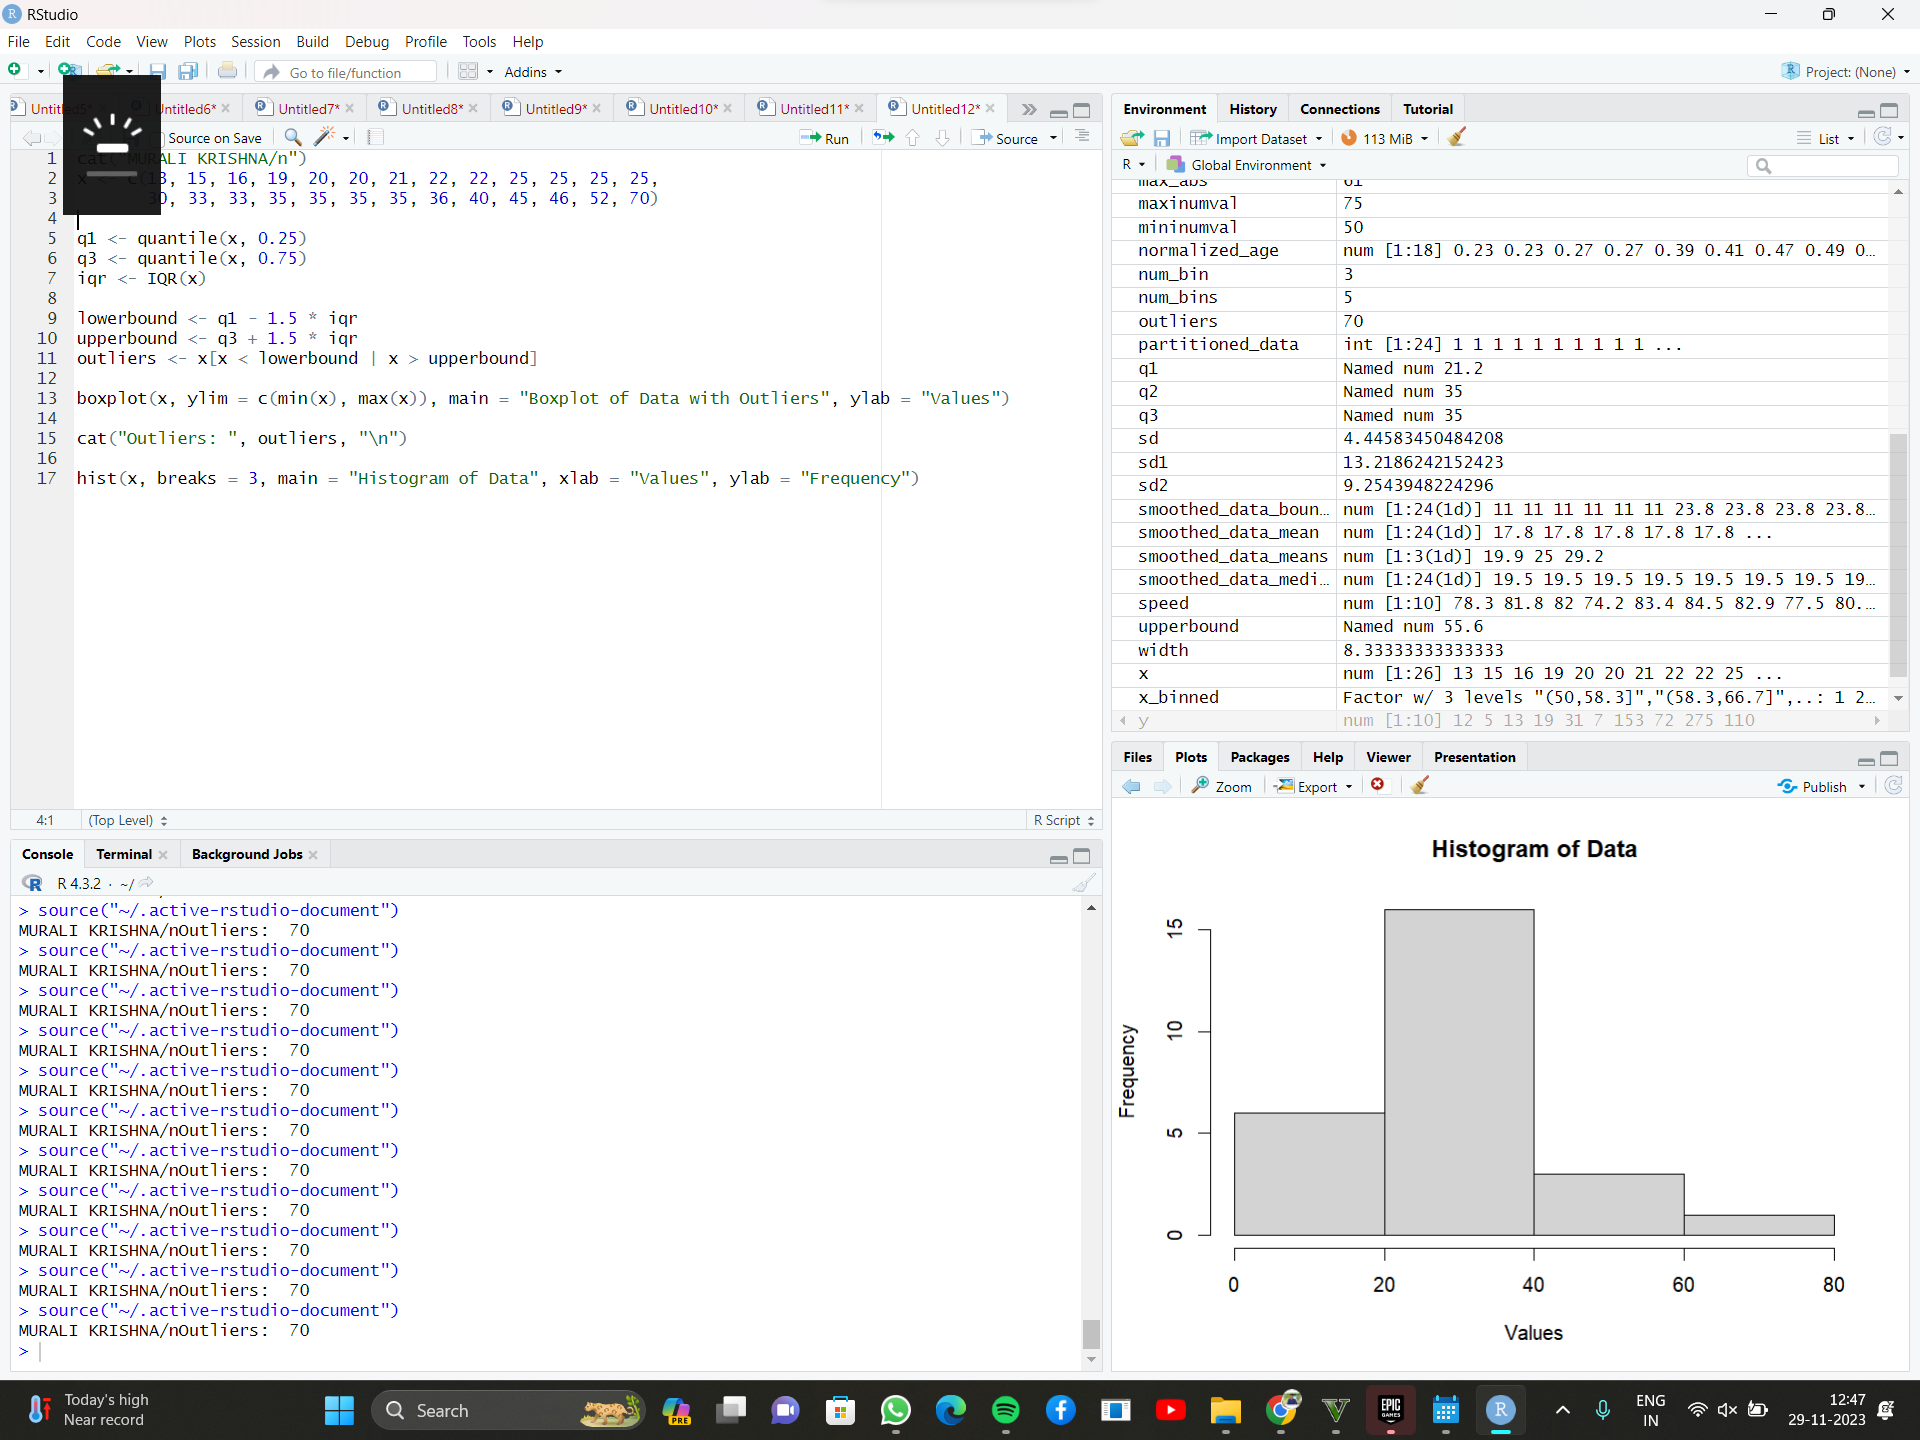 RStudio
File Edit Code View Plots Session Build Debug Profile Tools Help
Go to file/function Addins Project: (None)
Untitled5* Untitled6* Untitled7* Untitled8* Untitled9* Untitled10* Untitled11* Untitled12*
Source on Save Run Source
1 cat("MURALI KRISHNA/n")
2 x <- c(13, 15, 16, 19, 20, 20, 21, 22, 22, 25, 25, 25, 25,
3 30, 33, 33, 35, 35, 35, 35, 36, 40, 45, 46, 52, 70)
4
5 q1 <- quantile(x, 0.25)
6 q3 <- quantile(x, 0.75)
7 iqr <- IQR(x)
8
9 lowerbound <- q1 - 1.5 * iqr
10 upperbound <- q3 + 1.5 * iqr
11 outliers <- x[x < lowerbound | x > upperbound]
12
13 boxplot(x, ylim = c(min(x), max(x)), main = "Boxplot of Data with Outliers", ylab = "Values")
14
15 cat("Outliers: ", outliers, "\n")
16
17 hist(x, breaks = 3, main = "Histogram of Data", xlab = "Values", ylab = "Frequency")
4:1 (Top Level) R Script
Console Terminal Background Jobs
R 4.3.2 · ~/
> source("~/.active-rstudio-document")
MURALI KRISHNA/nOutliers:  70
> source("~/.active-rstudio-document")
MURALI KRISHNA/nOutliers:  70
> source("~/.active-rstudio-document")
MURALI KRISHNA/nOutliers:  70
> source("~/.active-rstudio-document")
MURALI KRISHNA/nOutliers:  70
> source("~/.active-rstudio-document")
MURALI KRISHNA/nOutliers:  70
> source("~/.active-rstudio-document")
MURALI KRISHNA/nOutliers:  70
> source("~/.active-rstudio-document")
MURALI KRISHNA/nOutliers:  70
> source("~/.active-rstudio-document")
MURALI KRISHNA/nOutliers:  70
> source("~/.active-rstudio-document")
MURALI KRISHNA/nOutliers:  70
> source("~/.active-rstudio-document")
MURALI KRISHNA/nOutliers:  70
> source("~/.active-rstudio-document")
MURALI KRISHNA/nOutliers:  70
>
Environment History Connections Tutorial
Import Dataset 113 MiB List
R Global Environment
max_abs 61
maxinumval 75
mininumval 50
normalized_age num [1:18] 0.23 0.23 0.27 0.27 0.39 0.41 0.47 0.49 0...
num_bin 3
num_bins 5
outliers 70
partitioned_data int [1:24] 1 1 1 1 1 1 1 1 1 1 ...
q1 Named num 21.2
q2 Named num 35
q3 Named num 35
sd 4.44583450484208
sd1 13.2186242152423
sd2 9.2543948224296
smoothed_data_boun... num [1:24(1d)] 11 11 11 11 11 11 23.8 23.8 23.8 23.8...
smoothed_data_mean num [1:24(1d)] 17.8 17.8 17.8 17.8 17.8 ...
smoothed_data_means num [1:3(1d)] 19.9 25 29.2
smoothed_data_medi... num [1:24(1d)] 19.5 19.5 19.5 19.5 19.5 19.5 19.5 19...
speed num [1:10] 78.3 81.8 82 74.2 83.4 84.5 82.9 77.5 80...
upperbound Named num 55.6
width 8.33333333333333
x num [1:26] 13 15 16 19 20 20 21 22 22 25 ...
x_binned Factor w/ 3 levels "(50,58.3]","(58.3,66.7]",..: 1 2...
y num [1:10] 12 5 13 19 31 7 153 72 275 110
Files Plots Packages Help Viewer Presentation
Zoom Export Publish
Histogram of Data
Frequency
15
10
5
0
0 20 40 60 80
Values
Today's high
Near record
Search
PRE
EPIC GAMES
ENG
IN
12:47
29-11-2023